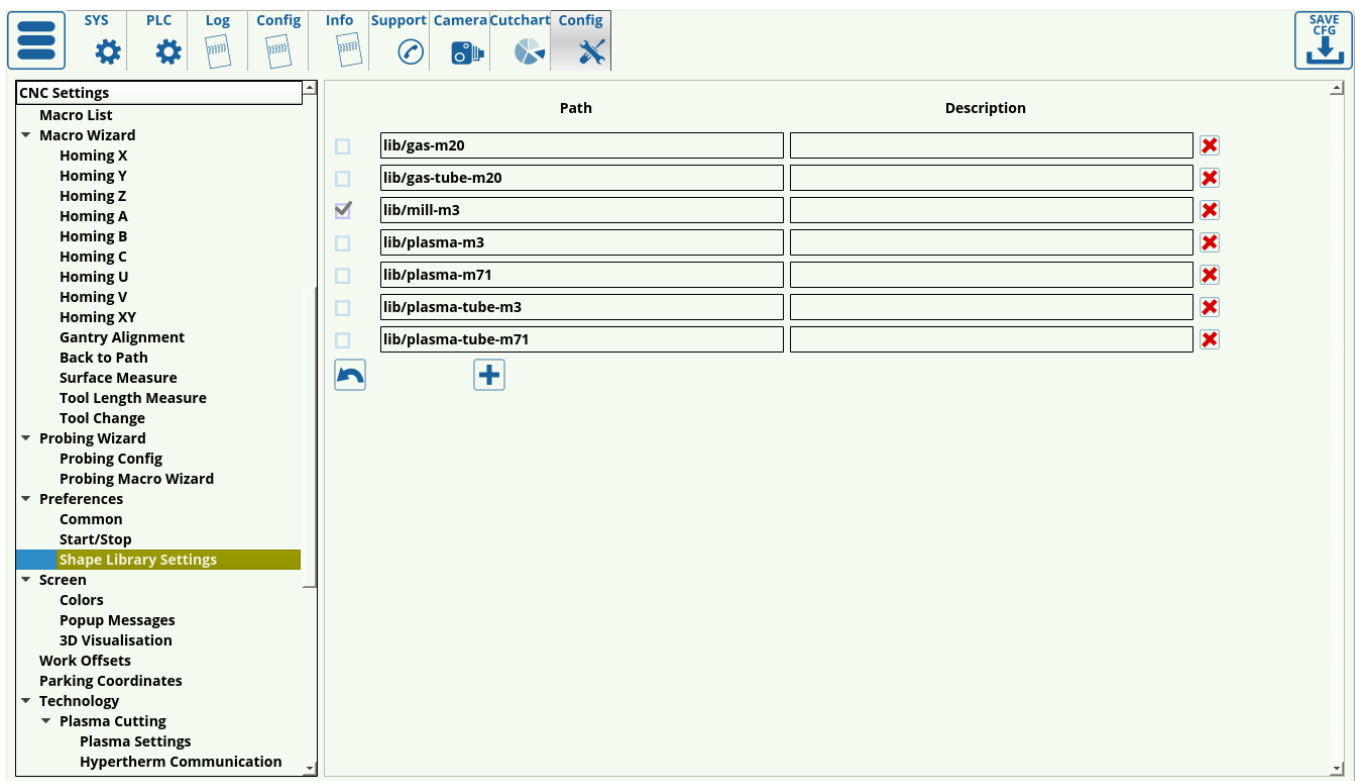 SYS PLC Log Config Info Support Camera Cutchart Config
SAVE CFG
CNC Settings
Macro List
Macro Wizard
Homing X
Homing Y
Homing Z
Homing A
Homing B
Homing C
Homing U
Homing V
Homing XY
Gantry Alignment
Back to Path
Surface Measure
Tool Length Measure
Tool Change
Probing Wizard
Probing Config
Probing Macro Wizard
Preferences
Common
Start/Stop
Shape Library Settings
Screen
Colors
Popup Messages
3D Visualisation
Work Offsets
Parking Coordinates
Technology
Plasma Cutting
Plasma Settings
Hypertherm Communication
Path Description
lib/gas-m20
lib/gas-tube-m20
lib/mill-m3
lib/plasma-m3
lib/plasma-m71
lib/plasma-tube-m3
lib/plasma-tube-m71